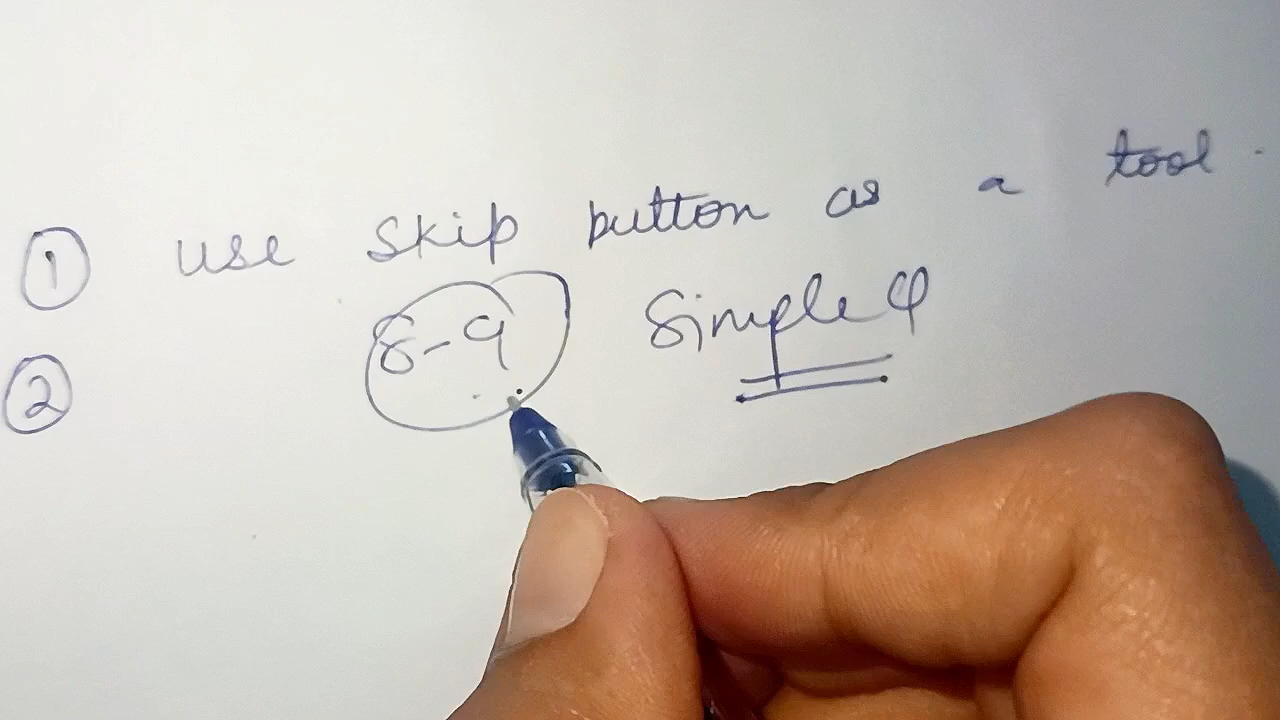 ① use skip button as a tool.
8-9 simple φ
②